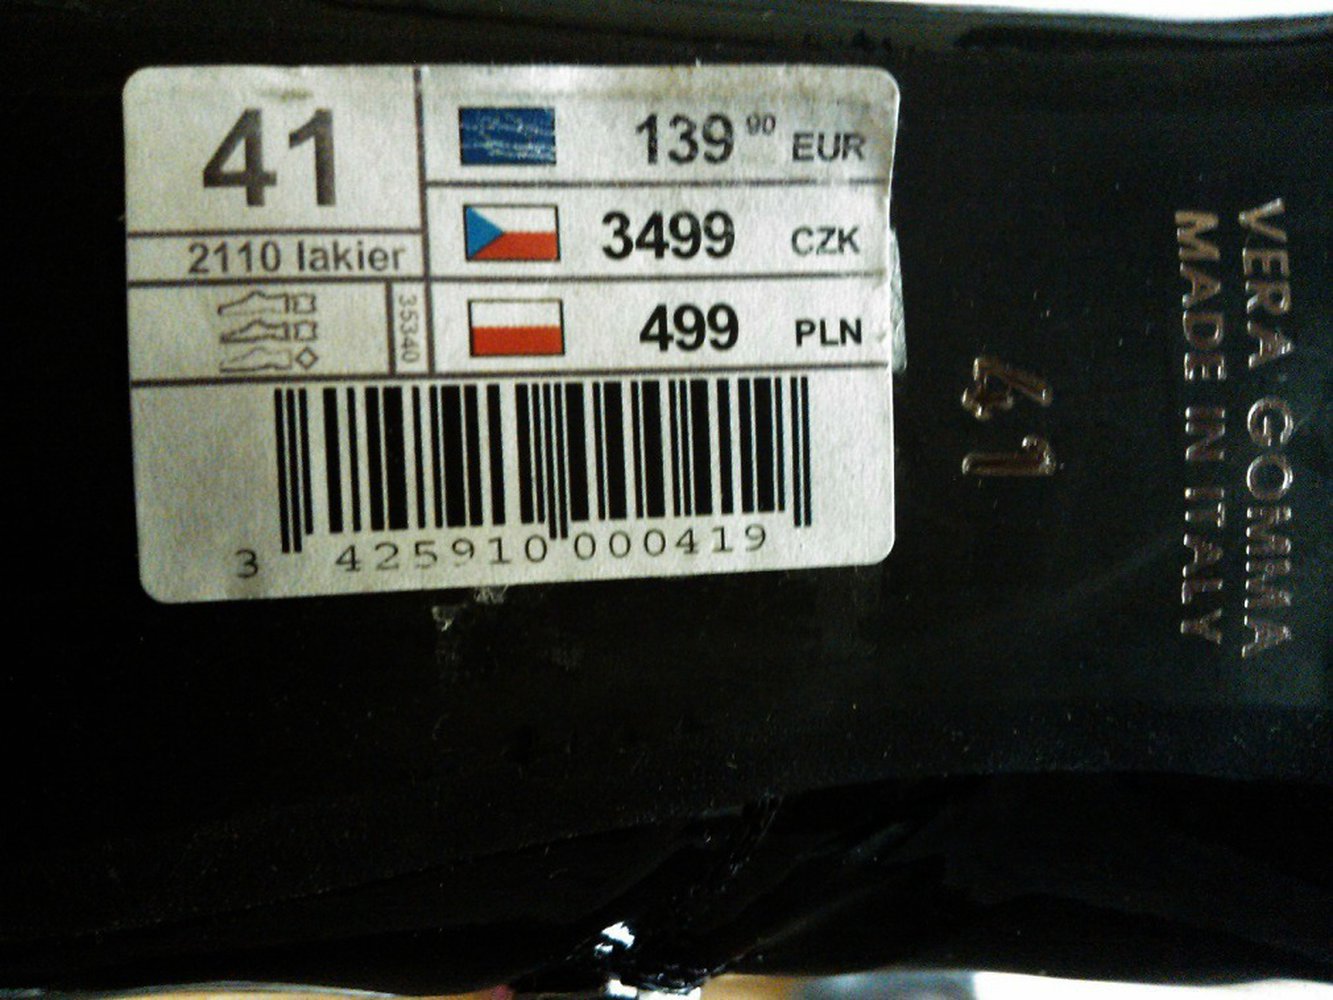 41
2110 lakier
35340
139 90 EUR
3499 CZK
499 PLN
3 425910 000419
41
VERA GOMMA
MADE IN ITALY